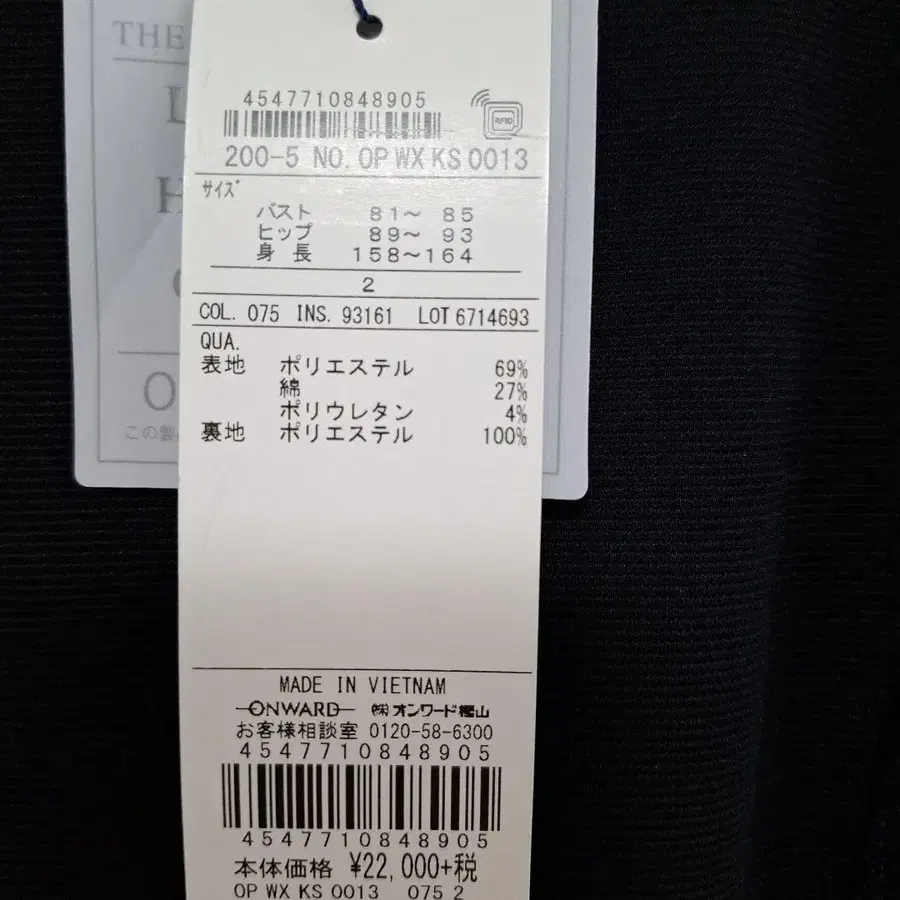 THE
4547710848905
RFID
200-5 NO. OP WX KS 0013
サイズ
バスト 81～ 85
ヒップ 89～ 93
身長 158～164
2
COL. 075 INS. 93161 LOT 6714693
QUA.
表地 ポリエステル 69%
綿 27%
ポリウレタン 4%
裏地 ポリエステル 100%
この製
MADE IN VIETNAM
ONWARD ㈱オンワード樫山
お客様相談室 0120-58-6300
4547710848905
4547710848905
本体価格 ¥22,000+税
OP WX KS 0013 075 2